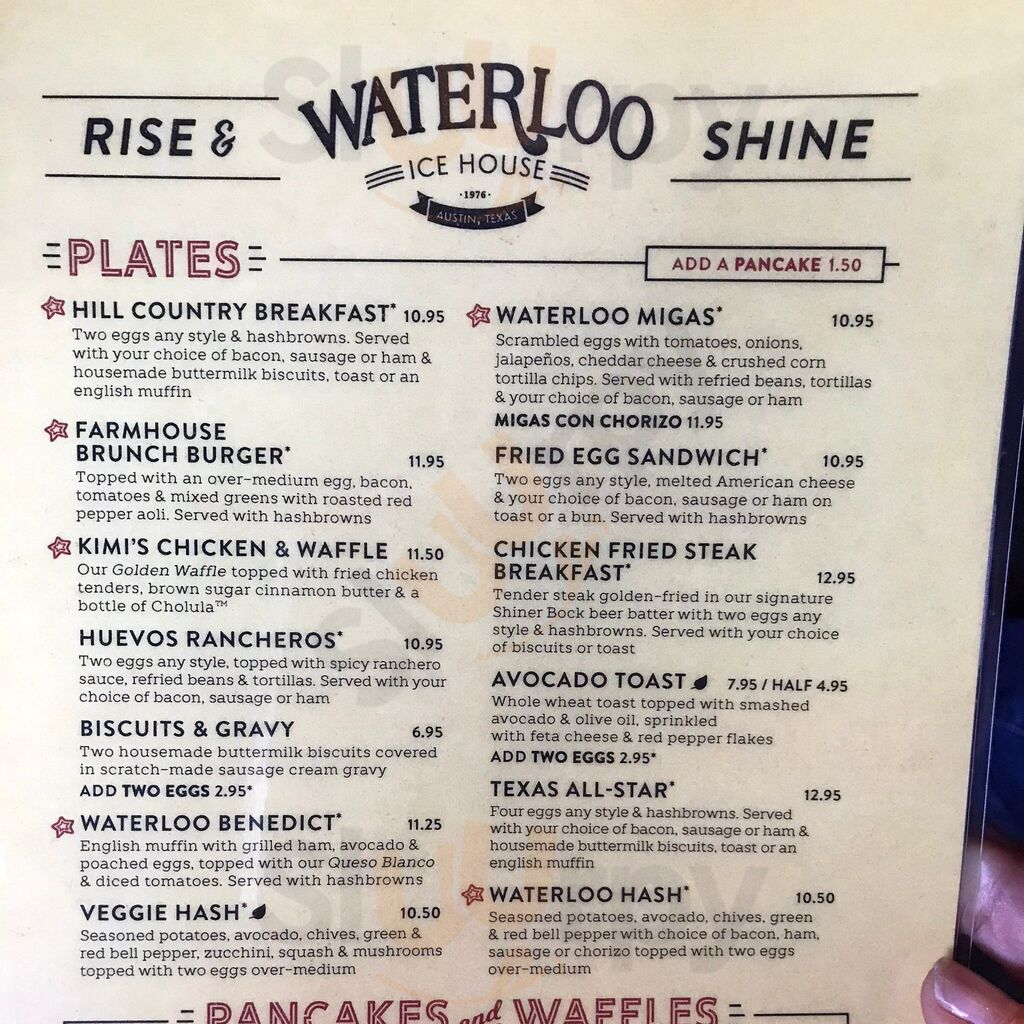 RISE &
WATERLOO
SHINE
ICE HOUSE
·1976·
AUSTIN, TEXAS
PLATES
ADD A PANCAKE 1.50
HILL COUNTRY BREAKFAST* 10.95
Two eggs any style & hashbrowns. Served
with your choice of bacon, sausage or ham &
housemade buttermilk biscuits, toast or an
english muffin
FARMHOUSE
BRUNCH BURGER* 11.95
Topped with an over-medium egg, bacon,
tomatoes & mixed greens with roasted red
pepper aoli. Served with hashbrowns
KIMI'S CHICKEN & WAFFLE 11.50
Our Golden Waffle topped with fried chicken
tenders, brown sugar cinnamon butter & a
bottle of Cholula™
HUEVOS RANCHEROS* 10.95
Two eggs any style, topped with spicy ranchero
sauce, refried beans & tortillas. Served with your
choice of bacon, sausage or ham
BISCUITS & GRAVY 6.95
Two housemade buttermilk biscuits covered
in scratch-made sausage cream gravy
ADD TWO EGGS 2.95*
WATERLOO BENEDICT* 11.25
English muffin with grilled ham, avocado &
poached eggs, topped with our Queso Blanco
& diced tomatoes. Served with hashbrowns
VEGGIE HASH* 10.50
Seasoned potatoes, avocado, chives, green &
red bell pepper, zucchini, squash & mushrooms
topped with two eggs over-medium
WATERLOO MIGAS* 10.95
Scrambled eggs with tomatoes, onions,
jalapeños, cheddar cheese & crushed corn
tortilla chips. Served with refried beans, tortillas
& your choice of bacon, sausage or ham
MIGAS CON CHORIZO 11.95
FRIED EGG SANDWICH* 10.95
Two eggs any style, melted American cheese
& your choice of bacon, sausage or ham on
toast or a bun. Served with hashbrowns
CHICKEN FRIED STEAK
BREAKFAST* 12.95
Tender steak golden-fried in our signature
Shiner Bock beer batter with two eggs any
style & hashbrowns. Served with your choice
of biscuits or toast
AVOCADO TOAST 7.95 / HALF 4.95
Whole wheat toast topped with smashed
avocado & olive oil, sprinkled
with feta cheese & red pepper flakes
ADD TWO EGGS 2.95*
TEXAS ALL-STAR* 12.95
Four eggs any style & hashbrowns. Served
with your choice of bacon, sausage or ham &
housemade buttermilk biscuits, toast or an
english muffin
WATERLOO HASH* 10.50
Seasoned potatoes, avocado, chives, green
& red bell pepper with choice of bacon, ham,
sausage or chorizo topped with two eggs
over-medium
PANCAKES and WAFFLES